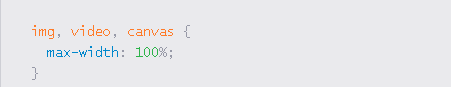 img, video, canvas {
  max-width: 100%;
}